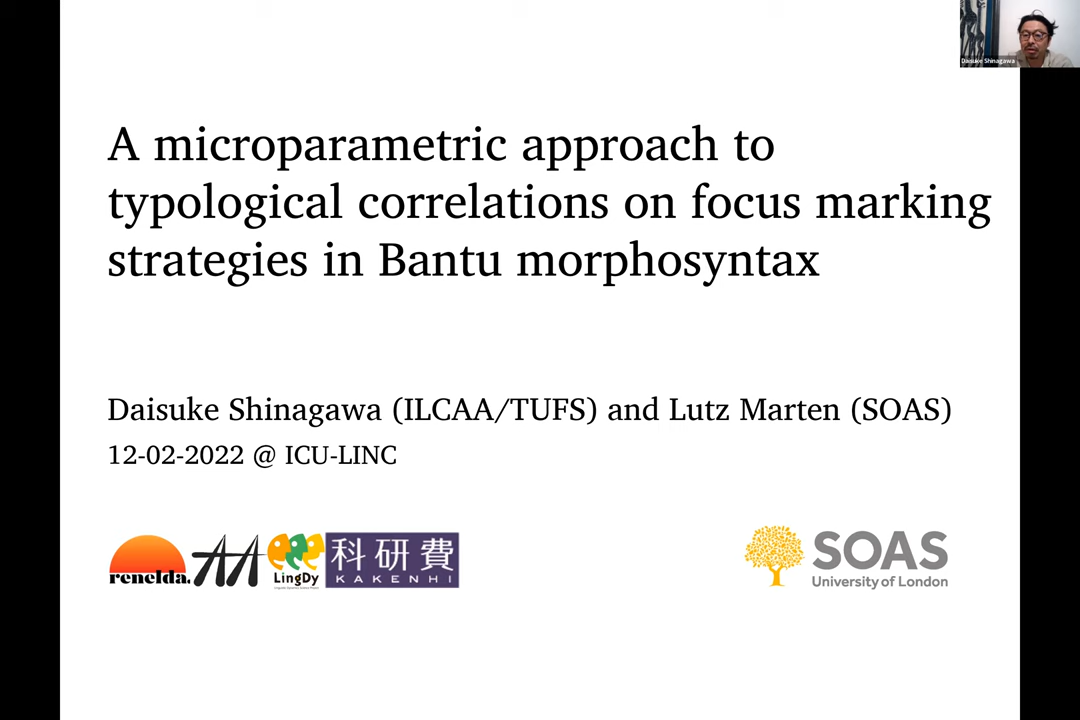 Daisuke Shinagawa
A microparametric approach to
typological correlations on focus marking
strategies in Bantu morphosyntax
Daisuke Shinagawa (ILCAA/TUFS) and Lutz Marten (SOAS)
12-02-2022 @ ICU-LINC
renelda.
AA
LingDy
科研費
KAKENHI
SOAS
University of London